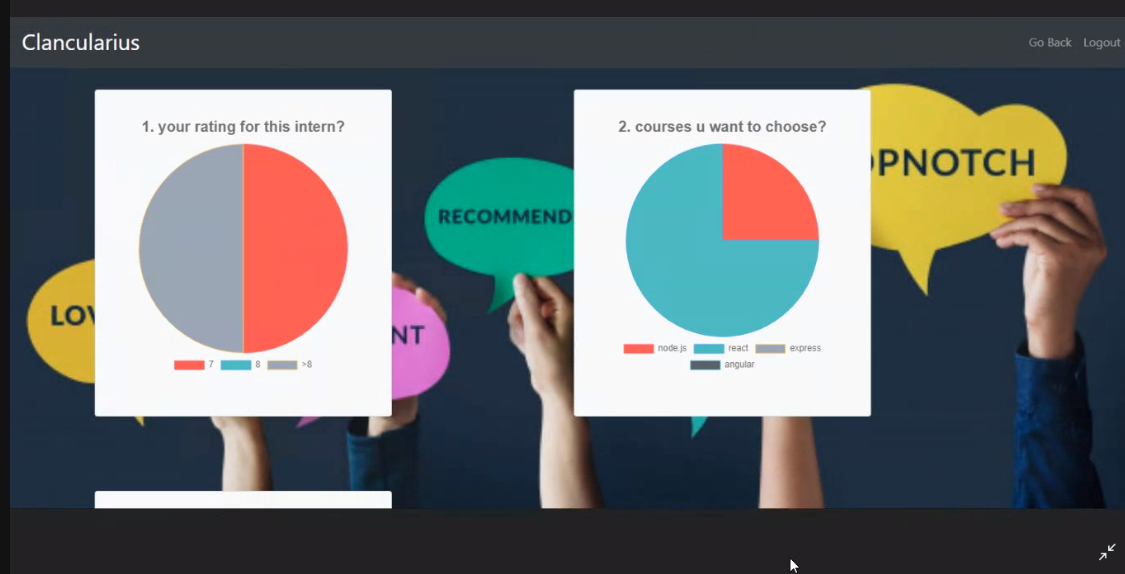 Clancularius
Go Back Logout
1. your rating for this intern?
7 8 >8
2. courses u want to choose?
node.js react express
angular
LOV
NT
RECOMMEND
OPNOTCH